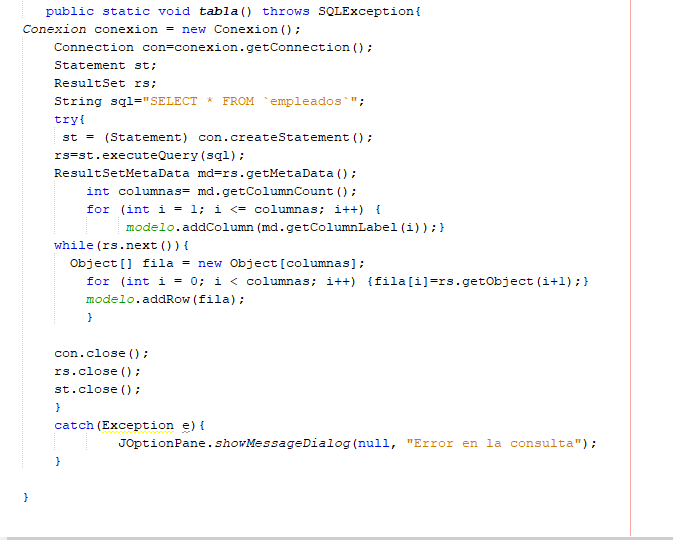 public static void tabla() throws SQLException{
Conexion conexion = new Conexion();
Connection con=conexion.getConnection();
Statement st;
ResultSet rs;
String sql="SELECT * FROM `empleados`";
try{
st = (Statement) con.createStatement();
rs=st.executeQuery(sql);
ResultSetMetaData md=rs.getMetaData();
int columnas= md.getColumnCount();
for (int i = 1; i <= columnas; i++) {
modelo.addColumn(md.getColumnLabel(i));}
while(rs.next()){
Object[] fila = new Object[columnas];
for (int i = 0; i < columnas; i++) {fila[i]=rs.getObject(i+1);}
modelo.addRow(fila);
}
con.close();
rs.close();
st.close();
}
catch(Exception e){
JOptionPane.showMessageDialog(null, "Error en la consulta");
}
}